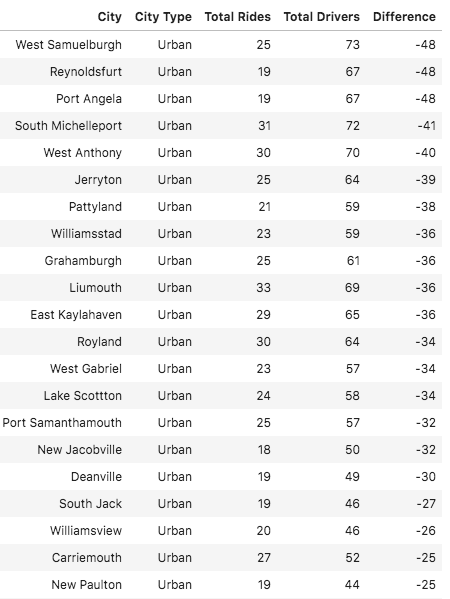 City City Type Total Rides Total Drivers Difference
West Samuelburgh Urban 25 73 -48
Reynoldsfurt Urban 19 67 -48
Port Angela Urban 19 67 -48
South Michelleport Urban 31 72 -41
West Anthony Urban 30 70 -40
Jerryton Urban 25 64 -39
Pattyland Urban 21 59 -38
Williamsstad Urban 23 59 -36
Grahamburgh Urban 25 61 -36
Liumouth Urban 33 69 -36
East Kaylahaven Urban 29 65 -36
Royland Urban 30 64 -34
West Gabriel Urban 23 57 -34
Lake Scottton Urban 24 58 -34
Port Samanthamouth Urban 25 57 -32
New Jacobville Urban 18 50 -32
Deanville Urban 19 49 -30
South Jack Urban 19 46 -27
Williamsview Urban 20 46 -26
Carriemouth Urban 27 52 -25
New Paulton Urban 19 44 -25